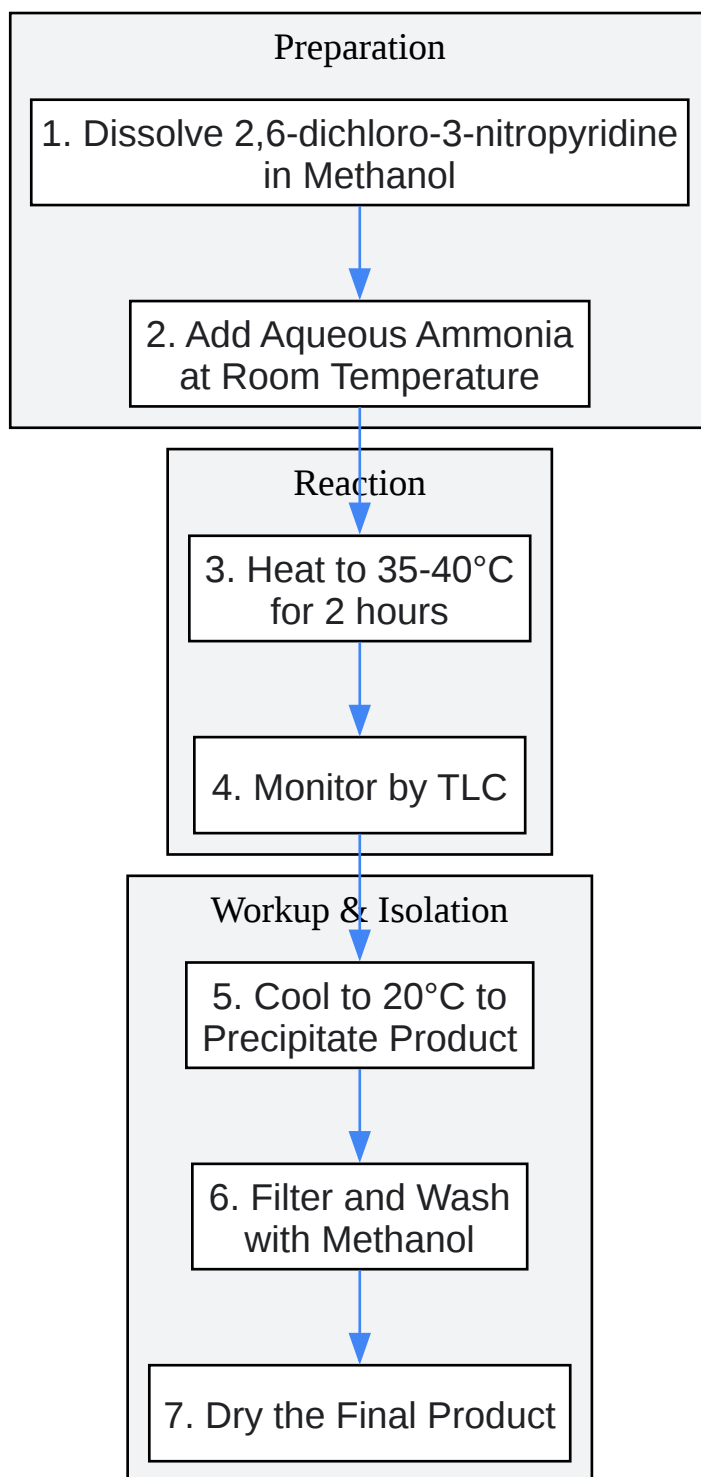 Preparation
1. Dissolve 2,6-dichloro-3-nitropyridine
in Methanol
2. Add Aqueous Ammonia
at Room Temperature
Reaction
3. Heat to 35-40°C
for 2 hours
4. Monitor by TLC
Workup & Isolation
5. Cool to 20°C to
Precipitate Product
6. Filter and Wash
with Methanol
7. Dry the Final Product